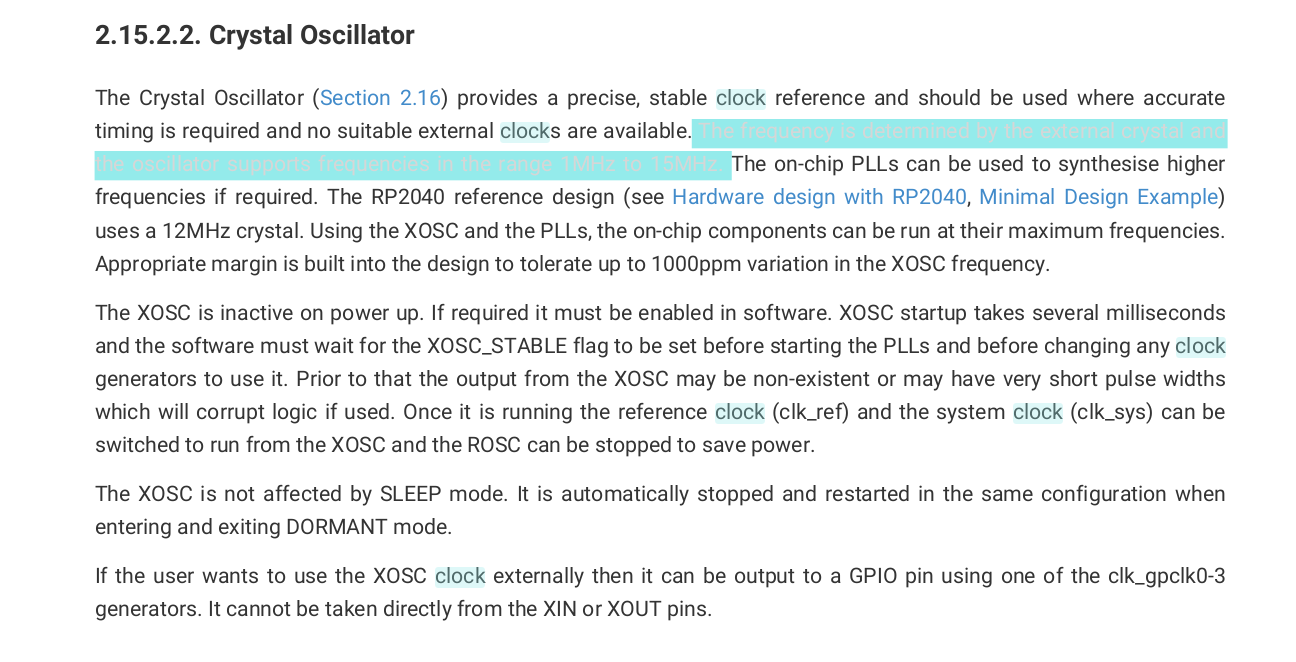 2.15.2.2. Crystal Oscillator
The Crystal Oscillator (Section 2.16) provides a precise, stable clock reference and should be used where accurate
timing is required and no suitable external clocks are available. The frequency is determined by the external crystal and
the oscillator supports frequencies in the range 1MHz to 15MHz. The on-chip PLLs can be used to synthesise higher
frequencies if required. The RP2040 reference design (see Hardware design with RP2040, Minimal Design Example)
uses a 12MHz crystal. Using the XOSC and the PLLs, the on-chip components can be run at their maximum frequencies.
Appropriate margin is built into the design to tolerate up to 1000ppm variation in the XOSC frequency.
The XOSC is inactive on power up. If required it must be enabled in software. XOSC startup takes several milliseconds
and the software must wait for the XOSC_STABLE flag to be set before starting the PLLs and before changing any clock
generators to use it. Prior to that the output from the XOSC may be non-existent or may have very short pulse widths
which will corrupt logic if used. Once it is running the reference clock (clk_ref) and the system clock (clk_sys) can be
switched to run from the XOSC and the ROSC can be stopped to save power.
The XOSC is not affected by SLEEP mode. It is automatically stopped and restarted in the same configuration when
entering and exiting DORMANT mode.
If the user wants to use the XOSC clock externally then it can be output to a GPIO pin using one of the clk_gpclk0-3
generators. It cannot be taken directly from the XIN or XOUT pins.